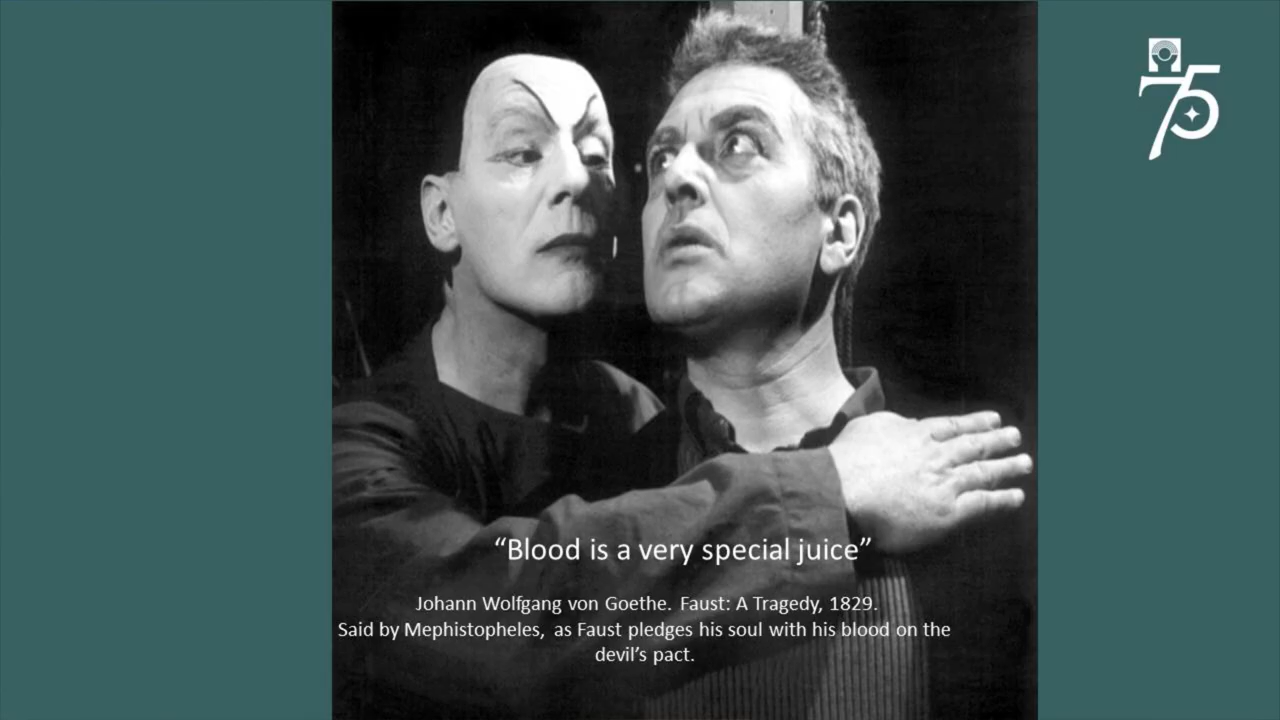 75
“Blood is a very special juice”
Johann Wolfgang von Goethe. Faust: A Tragedy, 1829.
Said by Mephistopheles, as Faust pledges his soul with his blood on the
devil’s pact.